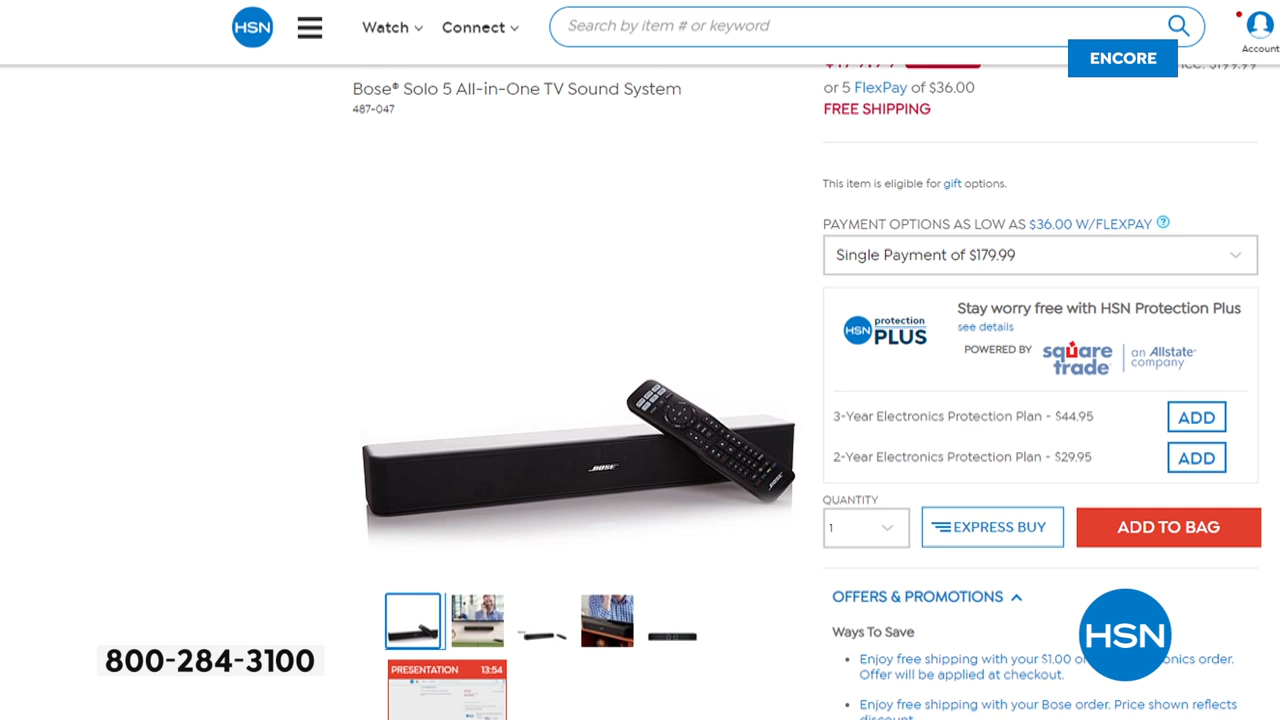 HSN
Watch
Connect
Search by item # or keyword
Account
ENCORE
Bose® Solo 5 All-in-One TV Sound System
487-047
or 5 FlexPay of $36.00
FREE SHIPPING
This item is eligible for gift options.
PAYMENT OPTIONS AS LOW AS $36.00 W/FLEXPAY ?
Single Payment of $179.99
HSN protection PLUS
Stay worry free with HSN Protection Plus
see details
POWERED BY
square trade
an Allstate company
3-Year Electronics Protection Plan - $44.95
ADD
2-Year Electronics Protection Plan - $29.95
ADD
BOSE
BOSE
QUANTITY
1
EXPRESS BUY
ADD TO BAG
OFFERS & PROMOTIONS
Ways To Save
• Enjoy free shipping with your $1.00 or
Offer will be applied at checkout.
• Enjoy free shipping with your Bose order. Price shown reflects
HSN
800-284-3100
PRESENTATION 13:54